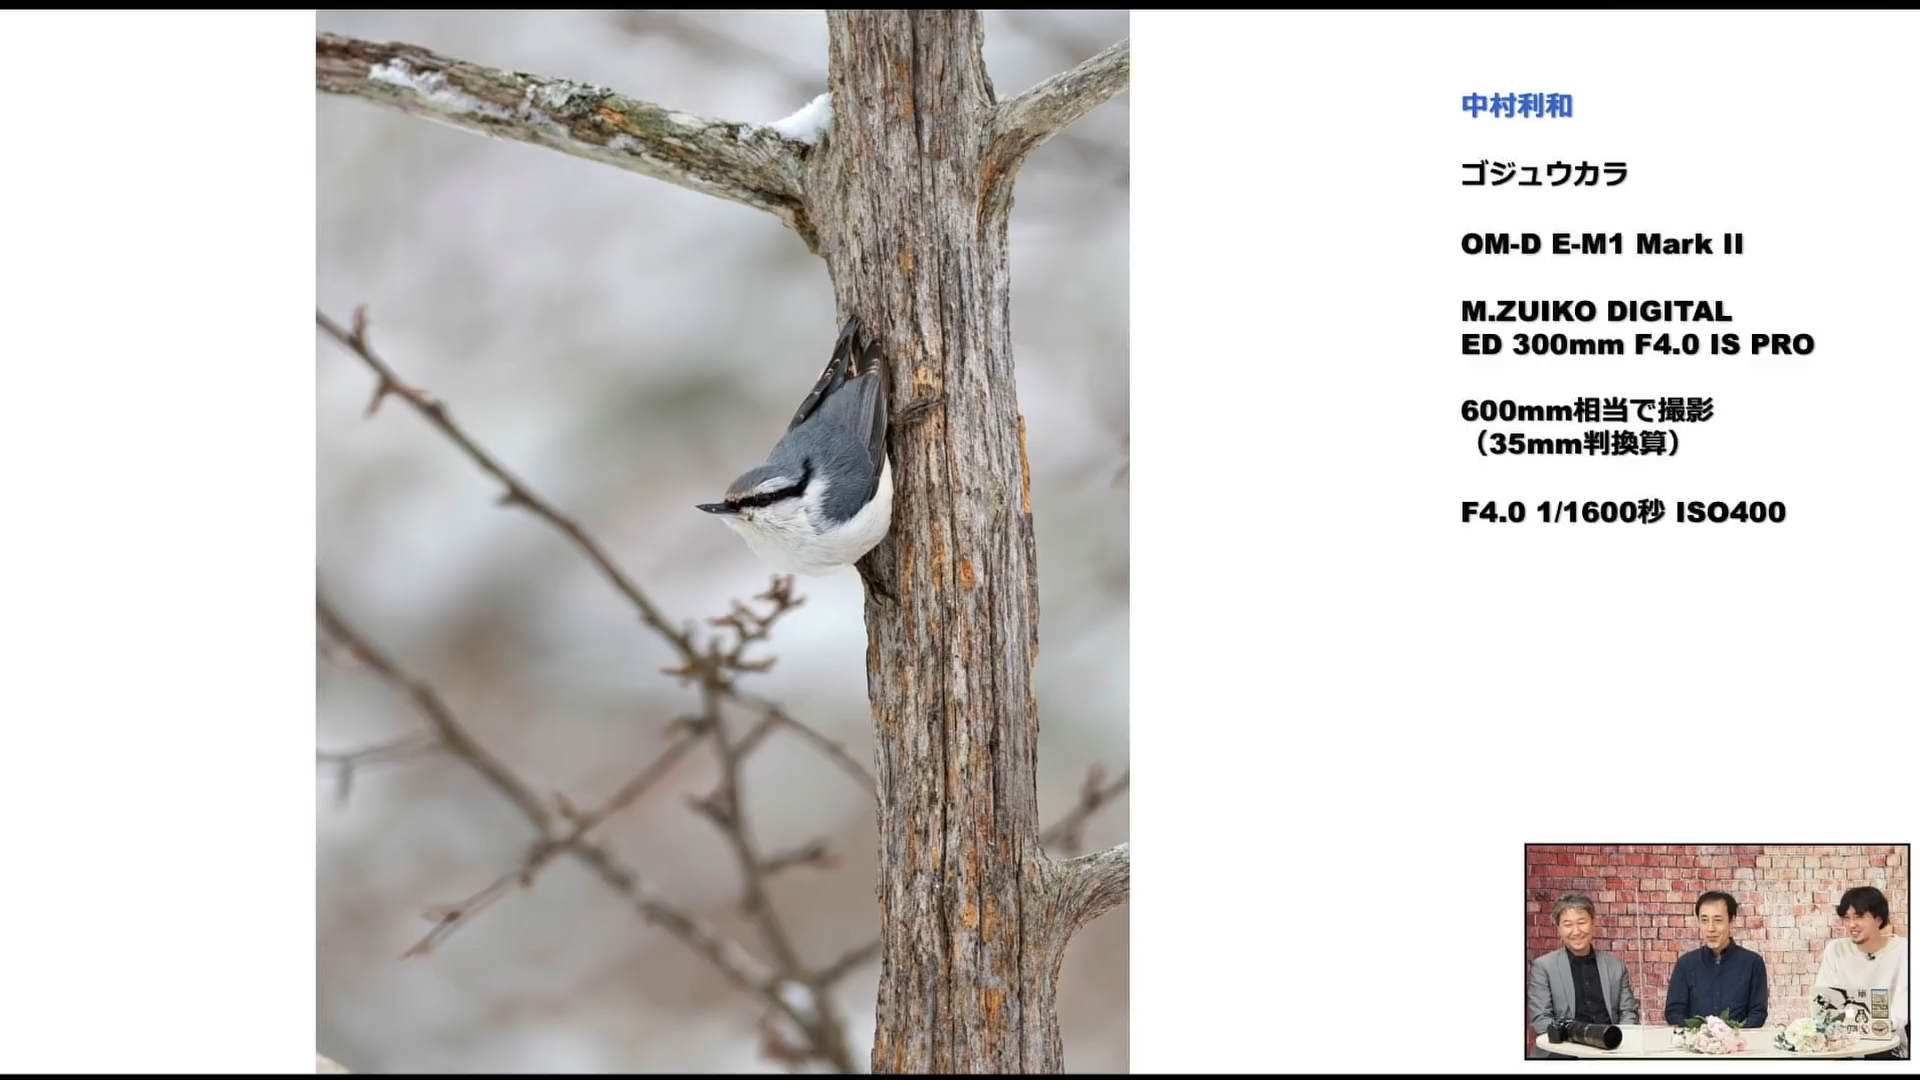 中村利和
ゴジュウカラ
OM-D E-M1 Mark II
M.ZUIKO DIGITAL
ED 300mm F4.0 IS PRO
600mm相当で撮影
（35mm判換算）
F4.0 1/1600秒 ISO400